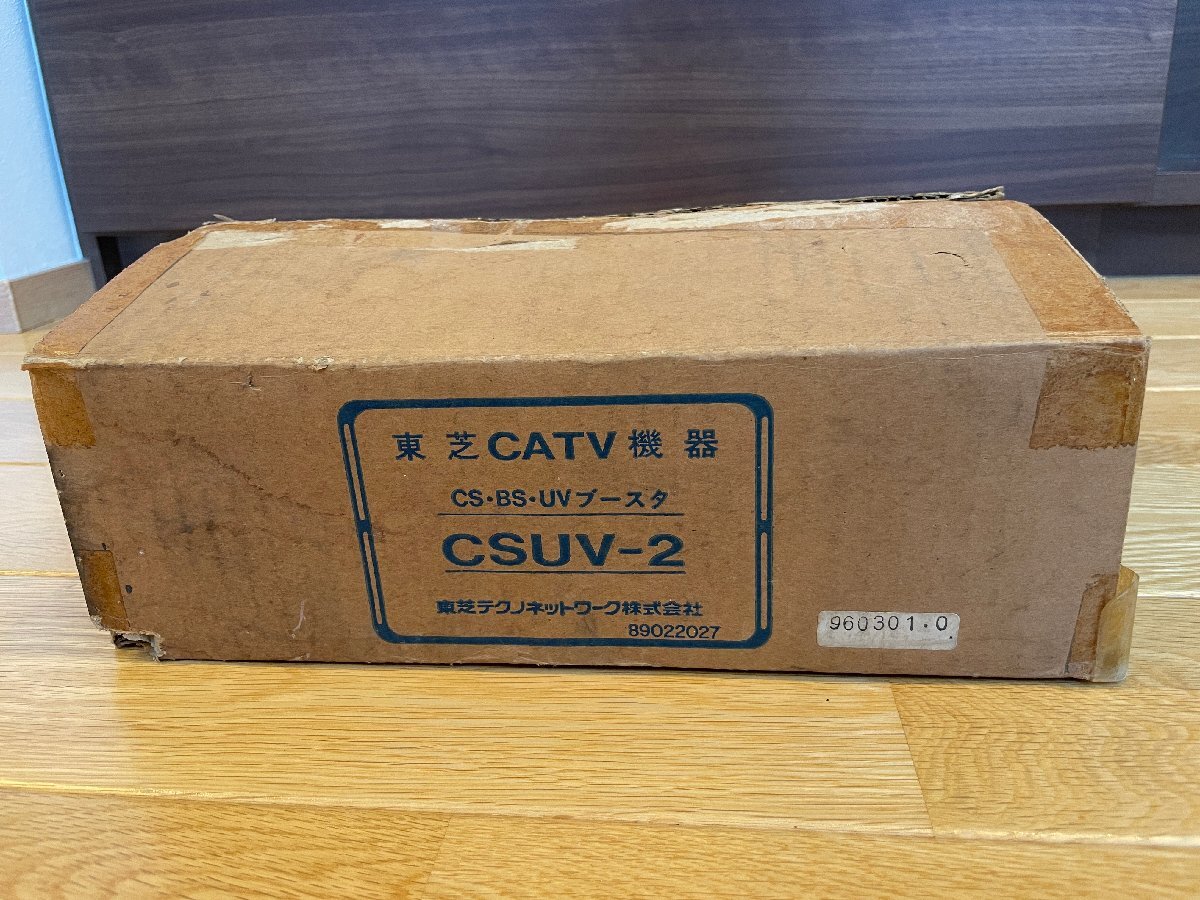 東芝CATV機器
CS・BS・UVブースタ
CSUV-2
東芝テクノネットワーク株式会社
89022027
960301.0